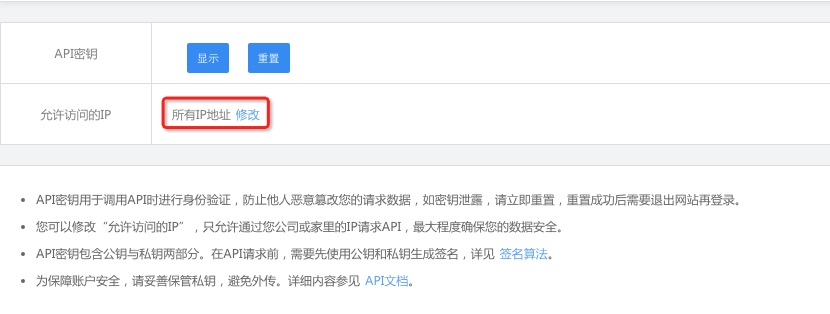 API密钥 显示 重置
允许访问的IP 所有IP地址 修改
• API密钥用于调用API时进行身份验证，防止他人恶意篡改您的请求数据，如密钥泄露，请立即重置，重置成功后需要退出网站再登录。
• 您可以修改“允许访问的IP”，只允许通过您公司或家里的IP请求API，最大程度确保您的数据安全。
• API密钥包含公钥与私钥两部分。在API请求前，需要先使用公钥和私钥生成签名，详见 签名算法。
• 为保障账户安全，请妥善保管私钥，避免外传。详细内容参见 API文档。